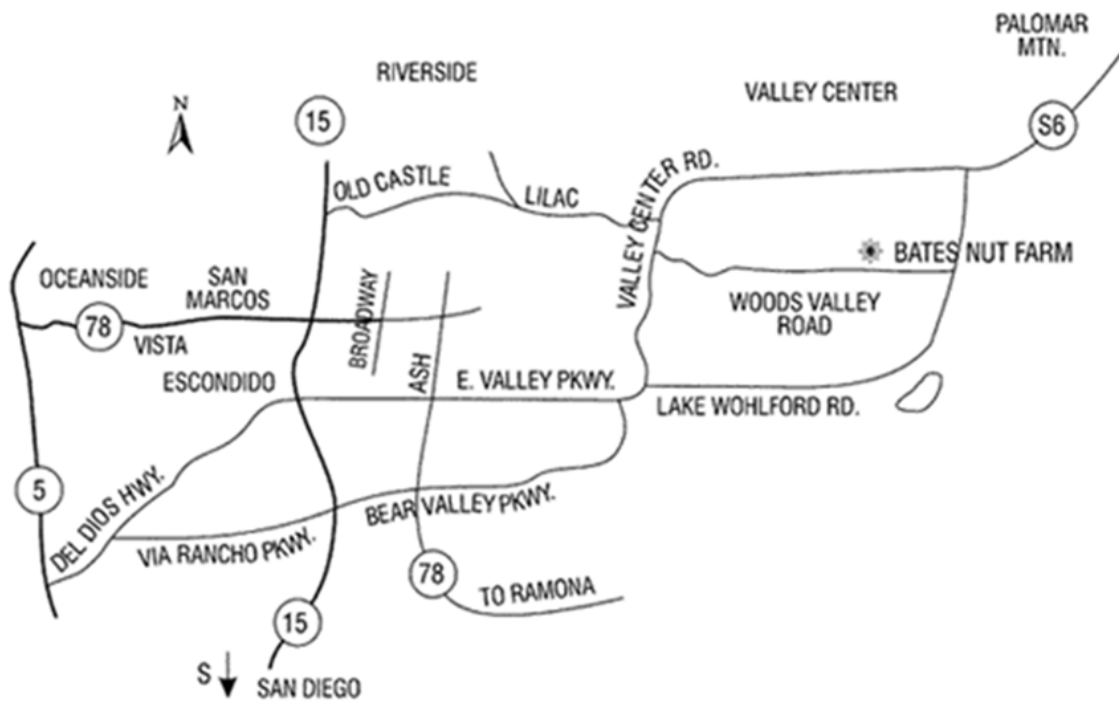 PALOMAR
MTN.
RIVERSIDE
VALLEY CENTER
N
15
S6
OLD CASTLE
LILAC
VALLEY CENTER RD.
BATES NUT FARM
OCEANSIDE
SAN
MARCOS
78
VISTA
BROADWAY
WOODS VALLEY
ROAD
ESCONDIDO
ASH
E. VALLEY PKWY.
LAKE WOHLFORD RD.
5
DEL DIOS HWY.
BEAR VALLEY PKWY.
VIA RANCHO PKWY.
78
TO RAMONA
15
S
SAN DIEGO